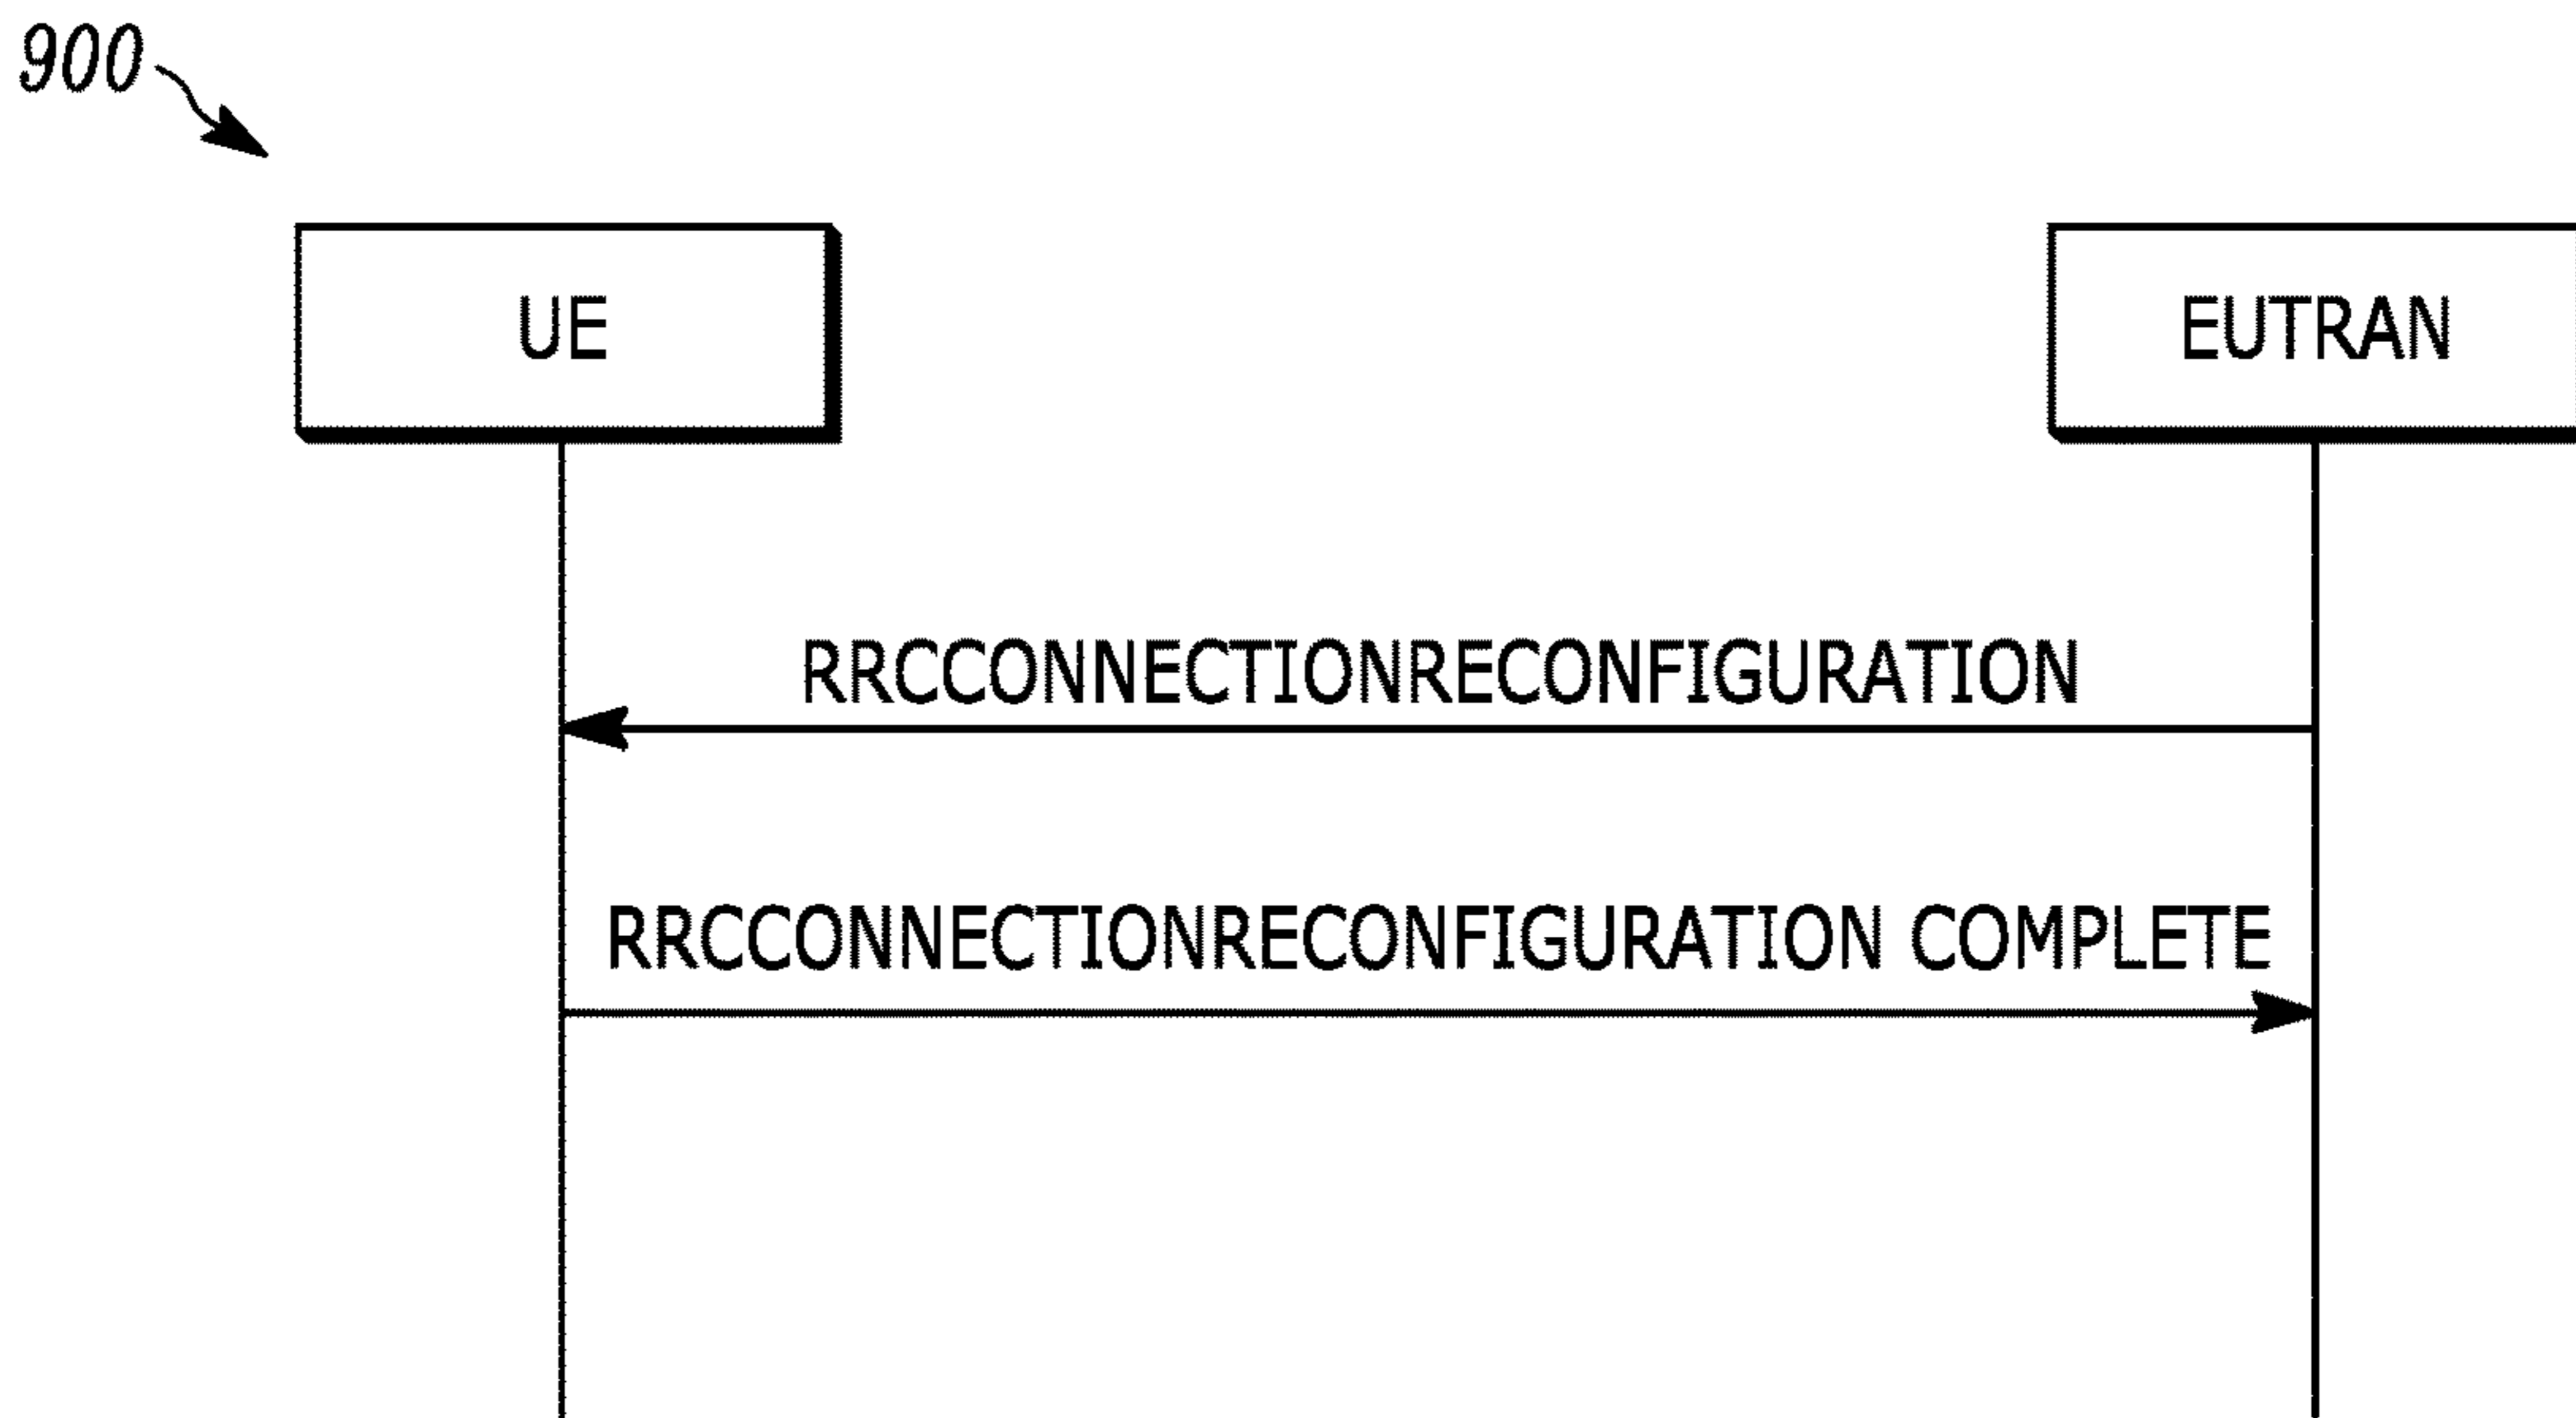 900
UE
EUTRAN
RRCCONNECTIONRECONFIGURATION
RRCCONNECTIONRECONFIGURATION COMPLETE